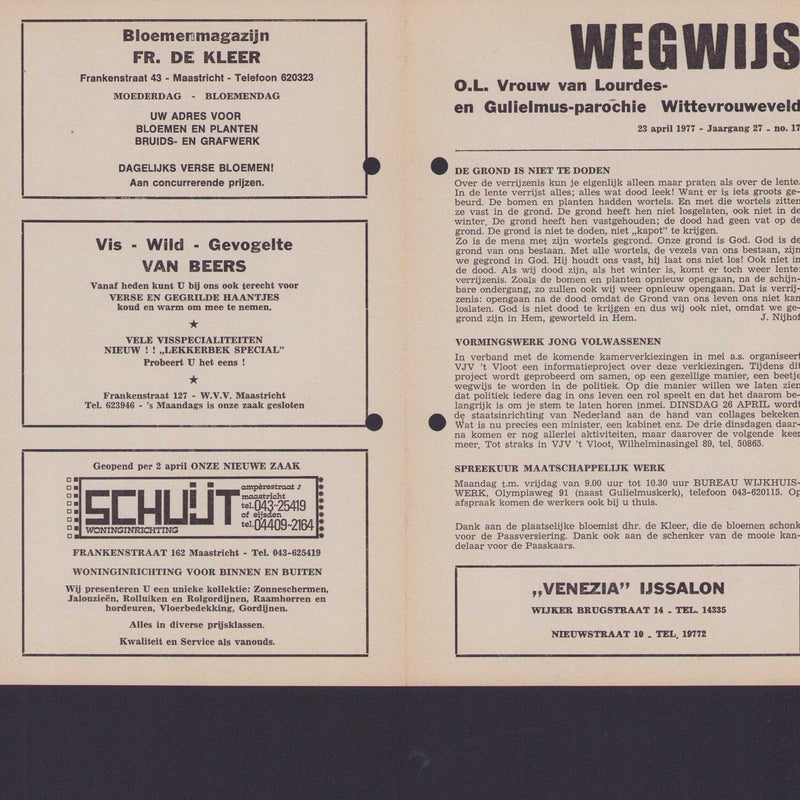 Bloemenmagazijn
FR. DE KLEER
Frankenstraat 43 - Maastricht - Telefoon 620323
MOEDERDAG - BLOEMENDAG
UW ADRES VOOR
BLOEMEN EN PLANTEN
BRUIDS- EN GRAFWERK
DAGELIJKS VERSE BLOEMEN!
Aan concurrerende prijzen.
Vis - Wild - Gevogelte
VAN BEERS
Vanaf heden kunt U bij ons ook terecht voor
VERSE EN GEGRILDE HAANTJES
koud en warm om mee te nemen.
★
VELE VISSPECIALITEITEN
NIEUW ! ! „LEKKERBEK SPECIAL”
Probeert U het eens !
★
Frankenstraat 127 - W.V.V. Maastricht
Tel. 623946 - 's Maandags is onze zaak gesloten
Geopend per 2 april ONZE NIEUWE ZAAK
SCHUIJT
WONINGINRICHTING
ampèrestraat 2
maastricht
tel. 043-25419
of eijsden
tel. 04409-2164
FRANKENSTRAAT 162 Maastricht - Tel. 043-625419
WONINGINRICHTING VOOR BINNEN EN BUITEN
Wij presenteren U een unieke kollektie: Zonneschermen,
Jalouzieën, Rolluiken en Rolgordijnen, Raamhorren en
hordeuren, Vloerbedekking, Gordijnen.
Alles in diverse prijsklassen.
Kwaliteit en Service als vanouds.
WEGWIJS
O.L. Vrouw van Lourdes-
en Gulielmus-parochie Wittevrouweveld
23 april 1977 - Jaargang 27 - no. 17
DE GROND IS NIET TE DODEN
Over de verrijzenis kun je eigenlijk alleen maar praten als over de lente.
In de lente verrijst alles; alles wat dood leek! Want er is iets groots ge-
beurd. De bomen en planten hadden wortels. En met die wortels zitten
ze vast in de grond. De grond heeft hen niet losgelaten, ook niet in de
winter. De grond heeft hen vastgehouden; de dood had geen vat op de
grond. De grond is niet te doden, niet „kapot” te krijgen.
Zo is de mens met zijn wortels gegrond. Onze grond is God. God is de
grond van ons bestaan. Met alle wortels, de vezels van ons bestaan, zijn
we gegrond in God. Hij houdt ons vast, hij laat ons niet los! Ook niet in
de dood. Als wij dood zijn, als het winter is, komt er toch weer lente:
verrijzenis. Zoals de bomen en planten opnieuw opengaan, na de schijn-
bare ondergang, zo zullen ook wij weer opnieuw opengaan. Dat is verrij-
zenis: opengaan na de dood omdat de Grond van ons leven ons niet kan
loslaten. God is niet dood te krijgen en dus wij ook niet, omdat we ge-
grond zijn in Hem, geworteld in Hem. J. Nijhof
VORMINGSWERK JONG VOLWASSENEN
In verband met de komende kamerverkiezingen in mei a.s. organiseert
VJV 't Vloot een informatieproject over deze verkiezingen. Tijdens dit
project wordt geprobeerd om samen, op een gezellige manier, een beetje
wegwijs te worden in de politiek. Op die manier willen we laten zien
dat politiek iedere dag in ons leven een rol speelt en dat het daarom be-
langrijk is om je stem te laten horen inmei. DINSDAG 26 APRIL wordt
de staatsinrichting van Nederland aan de hand van collages bekeken.
Wat is nu precies een minister, een kabinet enz. De drie dinsdagen daar-
na komen er nog allerlei aktiviteiten, maar daarover de volgende keer
meer. Tot straks in VJV 't Vloot, Wilhelminasingel 89, tel. 50865.
SPREEKUUR MAATSCHAPPELIJK WERK
Maandag t.m. vrijdag van 9.00 uur tot 10.30 uur BUREAU WIJKHUIS-
WERK, Olympiaweg 91 (naast Gulielmuskerk), telefoon 043-620115. Op
afspraak komen de werkers ook bij u thuis.
Dank aan de plaatselijke bloemist dhr. de Kleer, die de bloemen schonk
voor de Paasversiering. Dank ook aan de schenker van de mooie kan-
delaar voor de Paaskaars.
„VENEZIA” IJSSALON
WIJKER BRUGSTRAAT 14 - TEL. 14335
NIEUWSTRAAT 10 - TEL. 19772